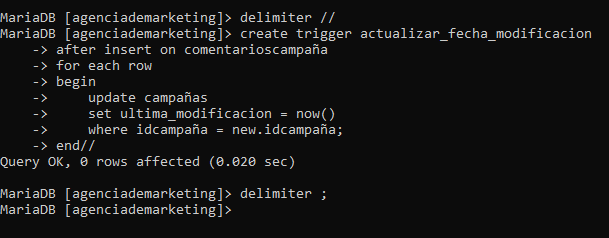 MariaDB [agenciademarketing]> delimiter //
MariaDB [agenciademarketing]> create trigger actualizar_fecha_modificacion
    -> after insert on comentarioscampaña
    -> for each row
    -> begin
    ->     update campañas
    ->     set ultima_modificacion = now()
    ->     where idcampaña = new.idcampaña;
    -> end//
Query OK, 0 rows affected (0.020 sec)

MariaDB [agenciademarketing]> delimiter ;
MariaDB [agenciademarketing]>